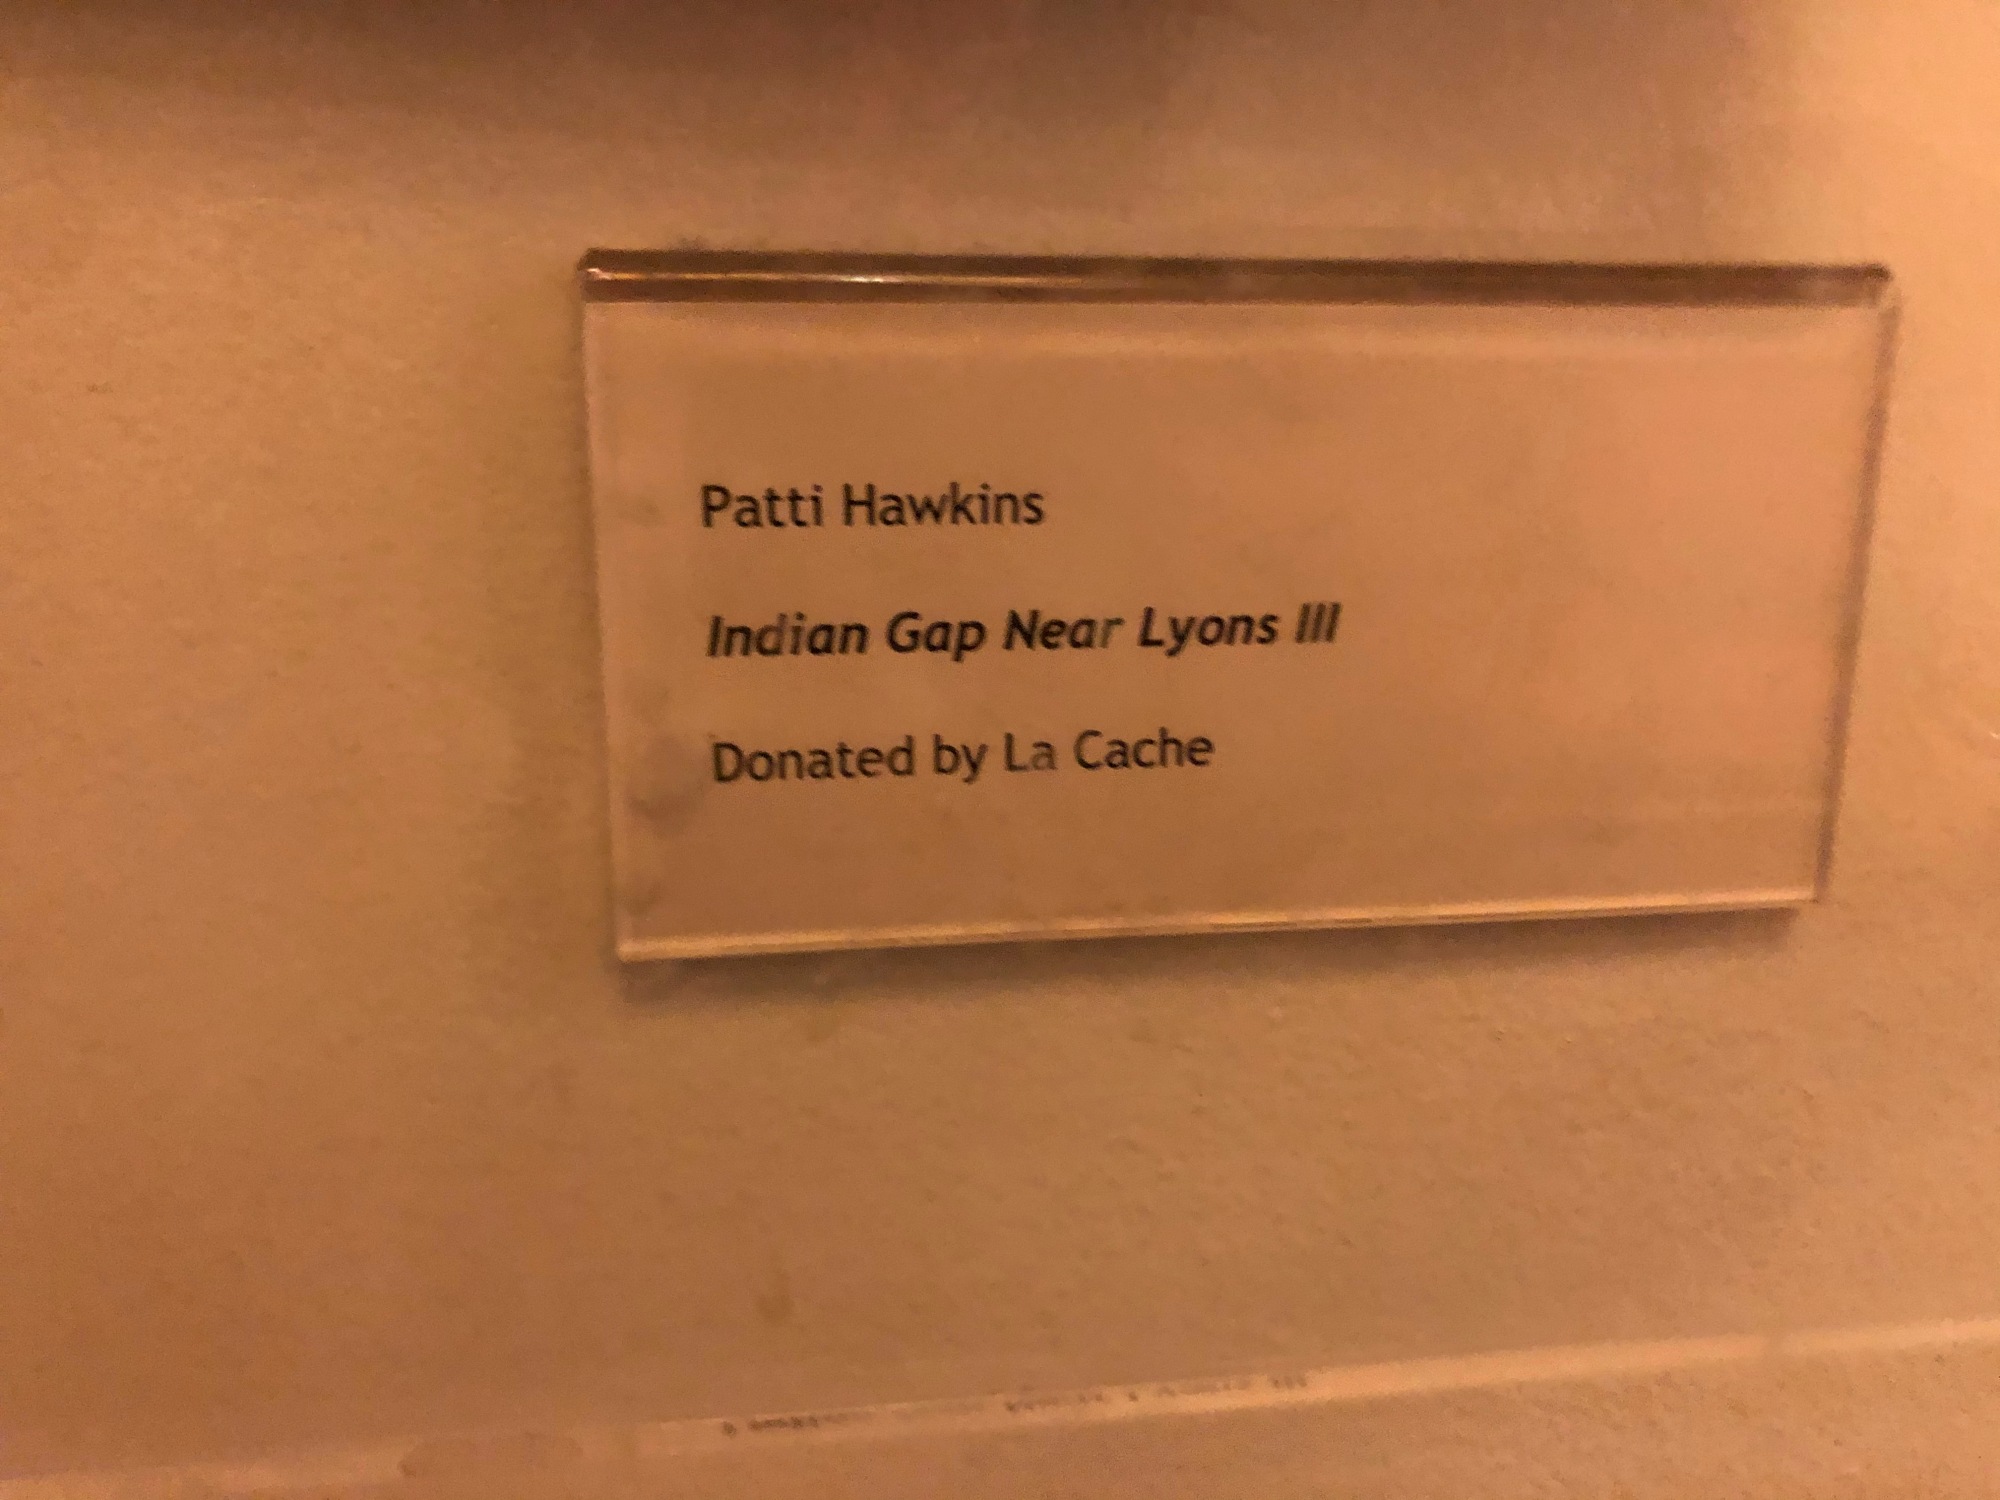 Patti Hawkins
Indian Gap Near Lyons III
Donated by La Cache